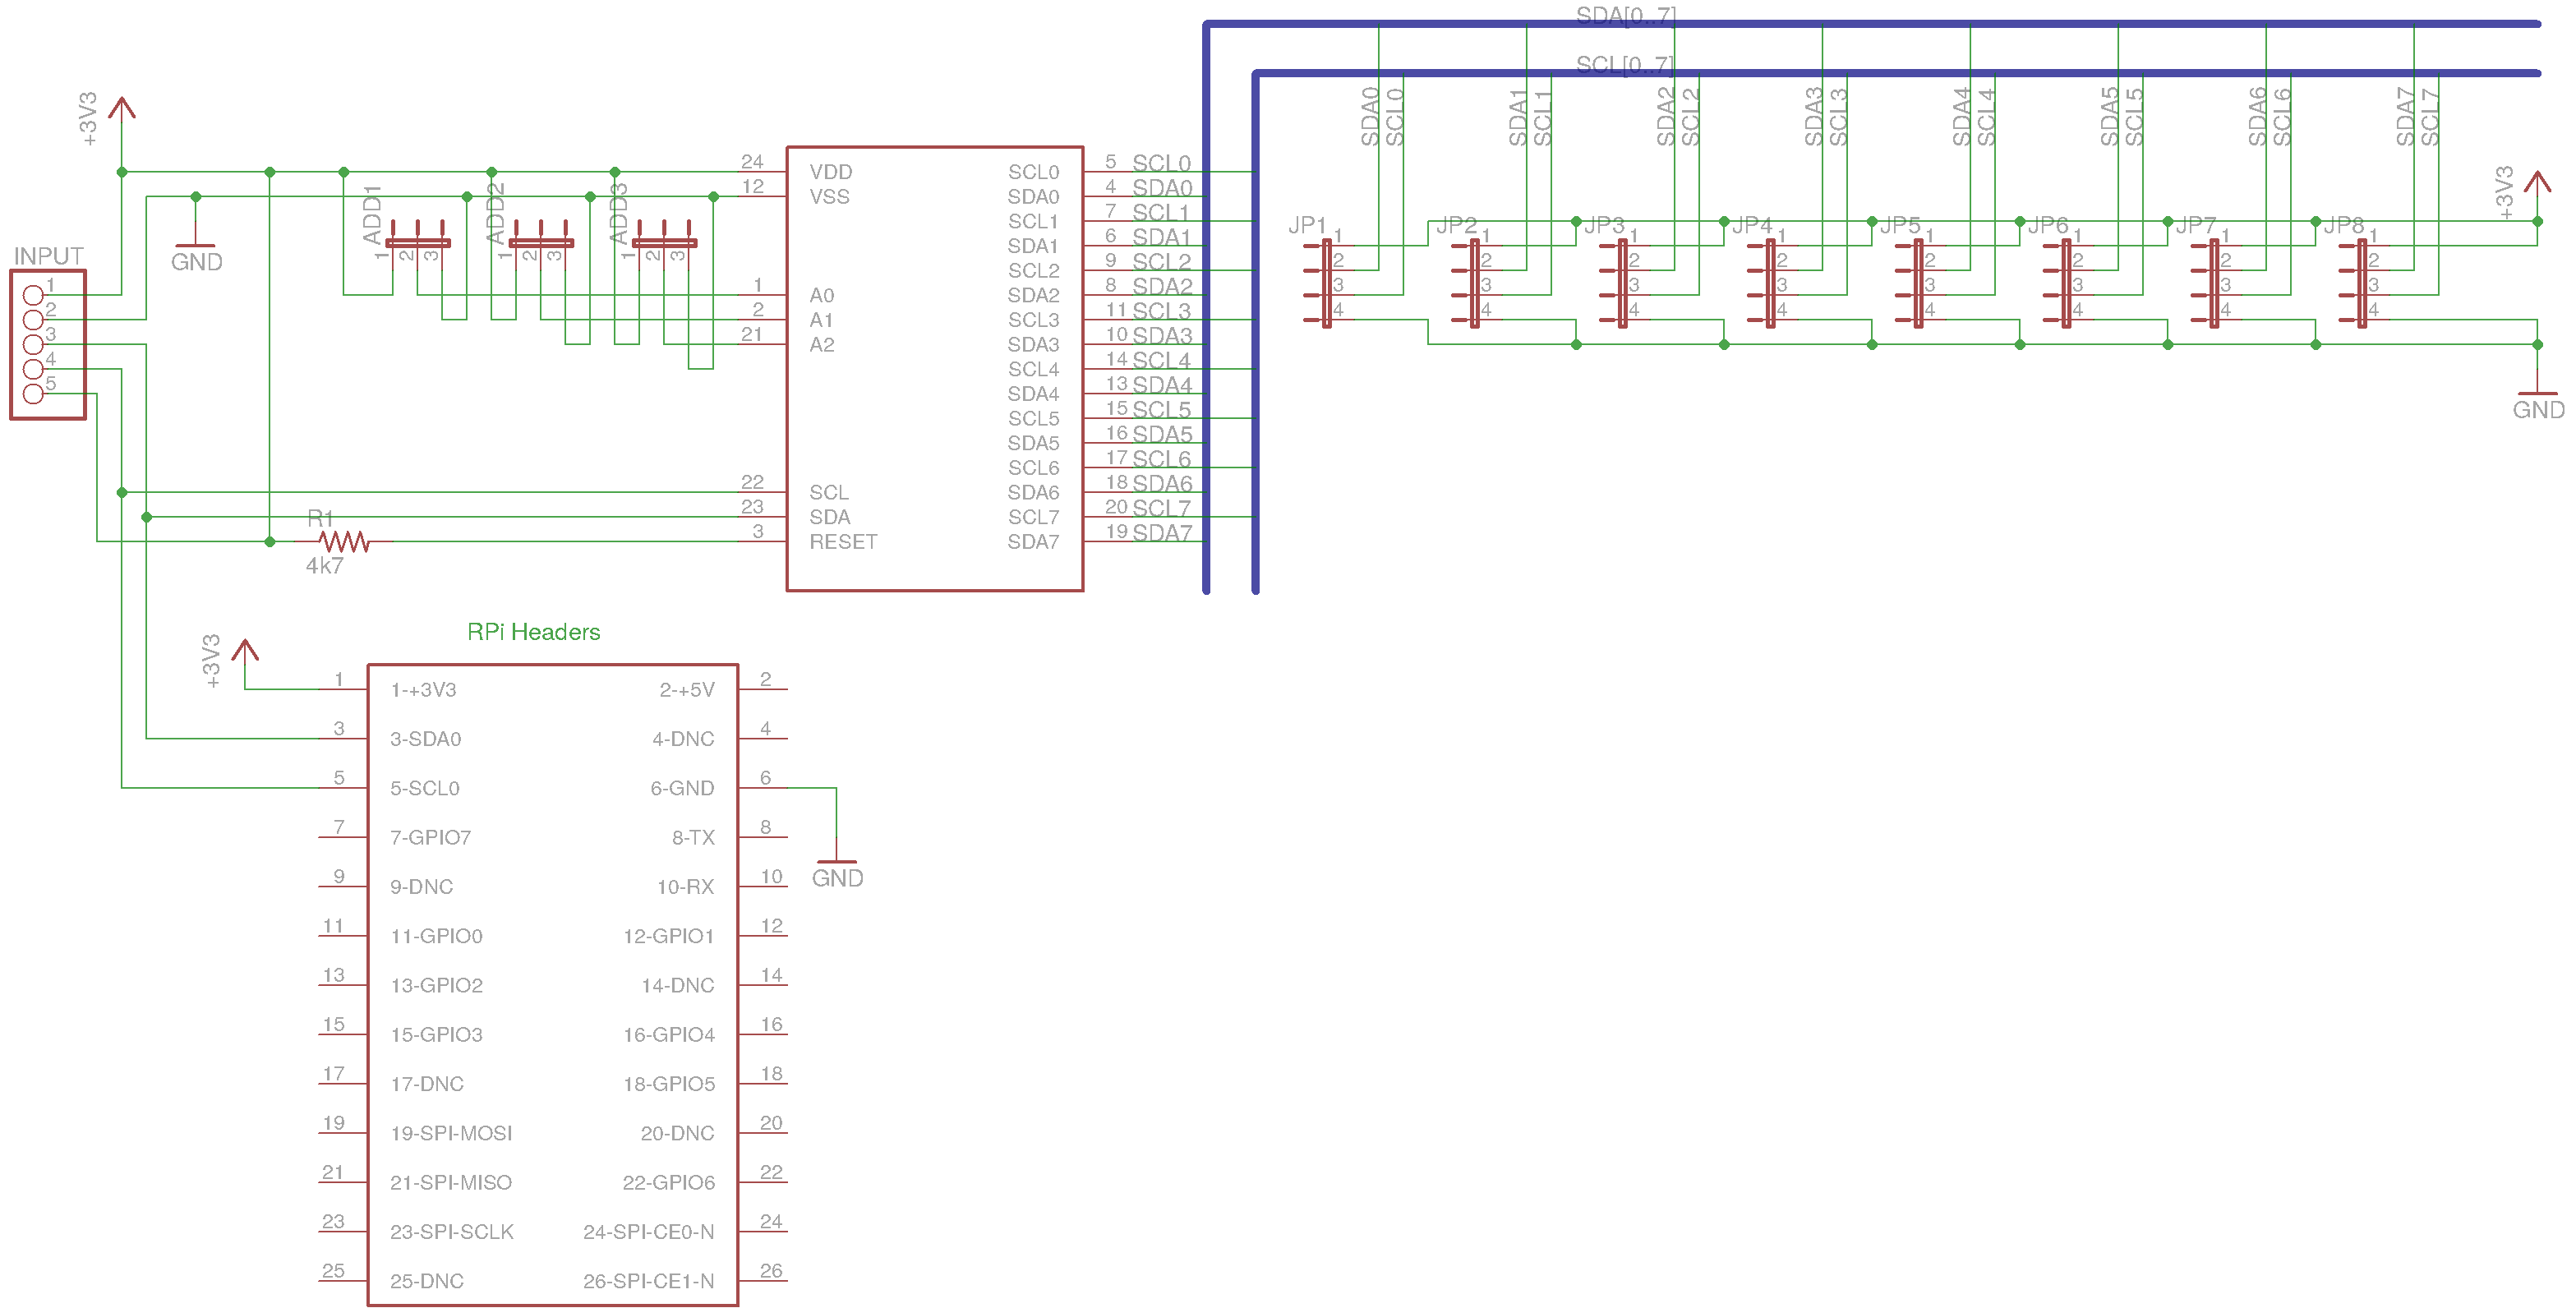 SDA[0..7]
SCL[0..7]
SDA0 SCL0 SDA1 SCL1 SDA2 SCL2 SDA3 SCL3 SDA4 SCL4 SDA5 SCL5 SDA6 SCL6 SDA7 SCL7
+3V3
24 VDD SCL0 5 SCL0
12 VSS SDA0 4 SDA0
SCL1 7 SCL1
SDA1 6 SDA1
SCL2 9 SCL2
1 A0 SDA2 8 SDA2
2 A1 SCL3 11 SCL3
21 A2 SDA3 10 SDA3
SCL4 14 SCL4
SDA4 13 SDA4
SCL5 15 SCL5
SDA5 16 SDA5
SCL6 17 SCL6
22 SCL SDA6 18 SDA6
23 SDA SCL7 20 SCL7
3 RESET SDA7 19 SDA7
ADD1 1 2 3
ADD2 1 2 3
ADD3 1 2 3
GND
INPUT
1
2
3
4
5
R1
4k7
+3V3
JP1 JP2 JP3 JP4 JP5 JP6 JP7 JP8
1 1 1 1 1 1 1 1
2 2 2 2 2 2 2 2
3 3 3 3 3 3 3 3
4 4 4 4 4 4 4 4
GND
RPi Headers
+3V3
1 1-+3V3 2-+5V 2
3 3-SDA0 4-DNC 4
5 5-SCL0 6-GND 6
7 7-GPIO7 8-TX 8
GND
9 9-DNC 10-RX 10
11 11-GPIO0 12-GPIO1 12
13 13-GPIO2 14-DNC 14
15 15-GPIO3 16-GPIO4 16
17 17-DNC 18-GPIO5 18
19 19-SPI-MOSI 20-DNC 20
21 21-SPI-MISO 22-GPIO6 22
23 23-SPI-SCLK 24-SPI-CE0-N 24
25 25-DNC 26-SPI-CE1-N 26